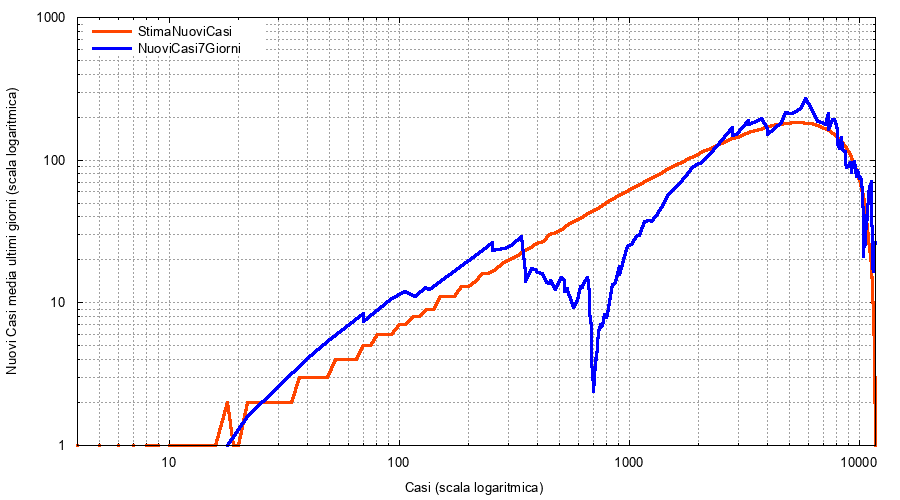 1000
StimaNuoviCasi
NuoviCasi7Giorni
100
10
1
Nuovi Casi media ultimi giorni (scala logaritmica)
10 100 1000 10000
Casi (scala logaritmica)